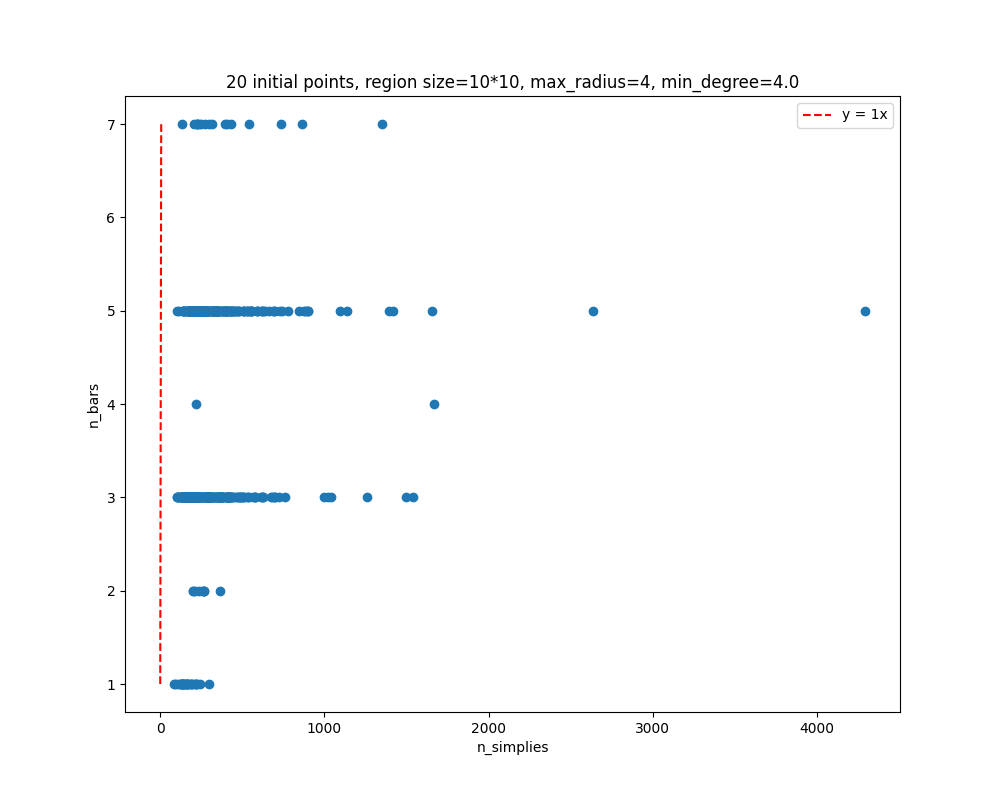 20 initial points, region size=10*10, max_radius=4, min_degree=4.0
y = 1x
7
6
5
4
3
2
1
n_bars
0 1000 2000 3000 4000
n_simplies